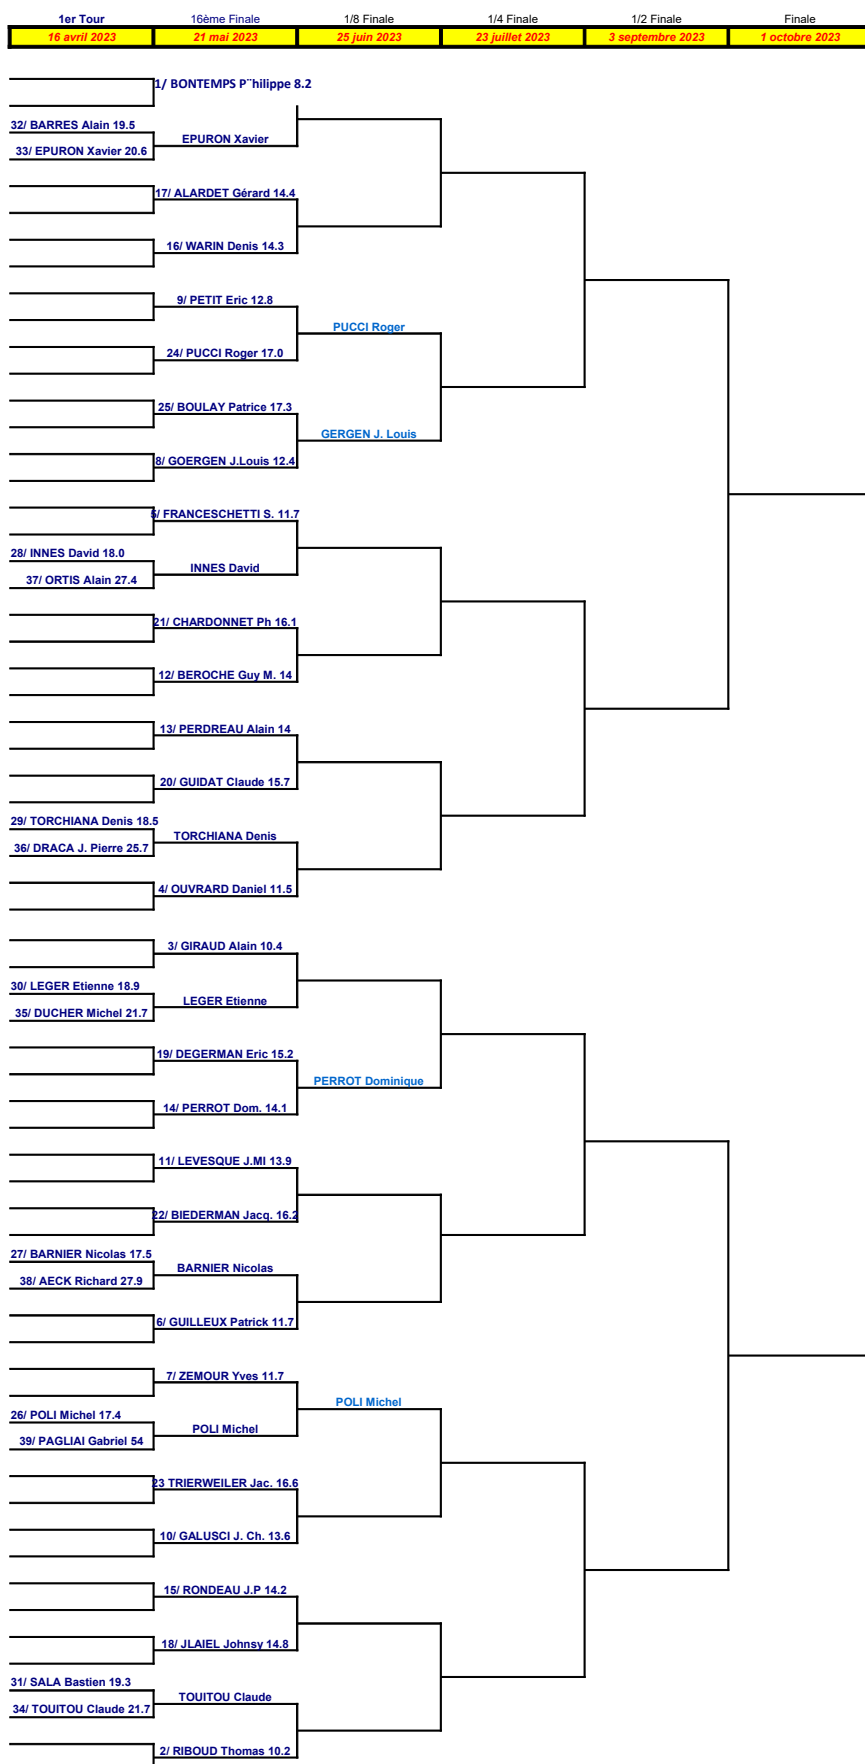 1er Tour 16ème Finale 1/8 Finale 1/4 Finale 1/2 Finale Finale
16 avril 2023 21 mai 2023 25 juin 2023 23 juillet 2023 3 septembre 2023 1 octobre 2023
1/ BONTEMPS P¨hilippe 8.2
32/ BARRES Alain 19.5
EPURON Xavier
33/ EPURON Xavier 20.6
17/ ALARDET Gérard 14.4
16/ WARIN Denis 14.3
9/ PETIT Eric 12.8
PUCCI Roger
24/ PUCCI Roger 17.0
25/ BOULAY Patrice 17.3
GERGEN J. Louis
8/ GOERGEN J.Louis 12.4
5/ FRANCESCHETTI S. 11.7
28/ INNES David 18.0
INNES David
37/ ORTIS Alain 27.4
21/ CHARDONNET Ph 16.1
12/ BEROCHE Guy M. 14
13/ PERDREAU Alain 14
20/ GUIDAT Claude 15.7
29/ TORCHIANA Denis 18.5
TORCHIANA Denis
36/ DRACA J. Pierre 25.7
4/ OUVRARD Daniel 11.5
3/ GIRAUD Alain 10.4
30/ LEGER Etienne 18.9
LEGER Etienne
35/ DUCHER Michel 21.7
19/ DEGERMAN Eric 15.2
PERROT Dominique
14/ PERROT Dom. 14.1
11/ LEVESQUE J.MI 13.9
22/ BIEDERMAN Jacq. 16.2
27/ BARNIER Nicolas 17.5
BARNIER Nicolas
38/ AECK Richard 27.9
6/ GUILLEUX Patrick 11.7
7/ ZEMOUR Yves 11.7
POLI Michel
26/ POLI Michel 17.4
POLI Michel
39/ PAGLIAI Gabriel 54
23 TRIERWEILER Jac. 16.6
10/ GALUSCI J. Ch. 13.6
15/ RONDEAU J.P 14.2
18/ JLAIEL Johnsy 14.8
31/ SALA Bastien 19.3
TOUITOU Claude
34/ TOUITOU Claude 21.7
2/ RIBOUD Thomas 10.2